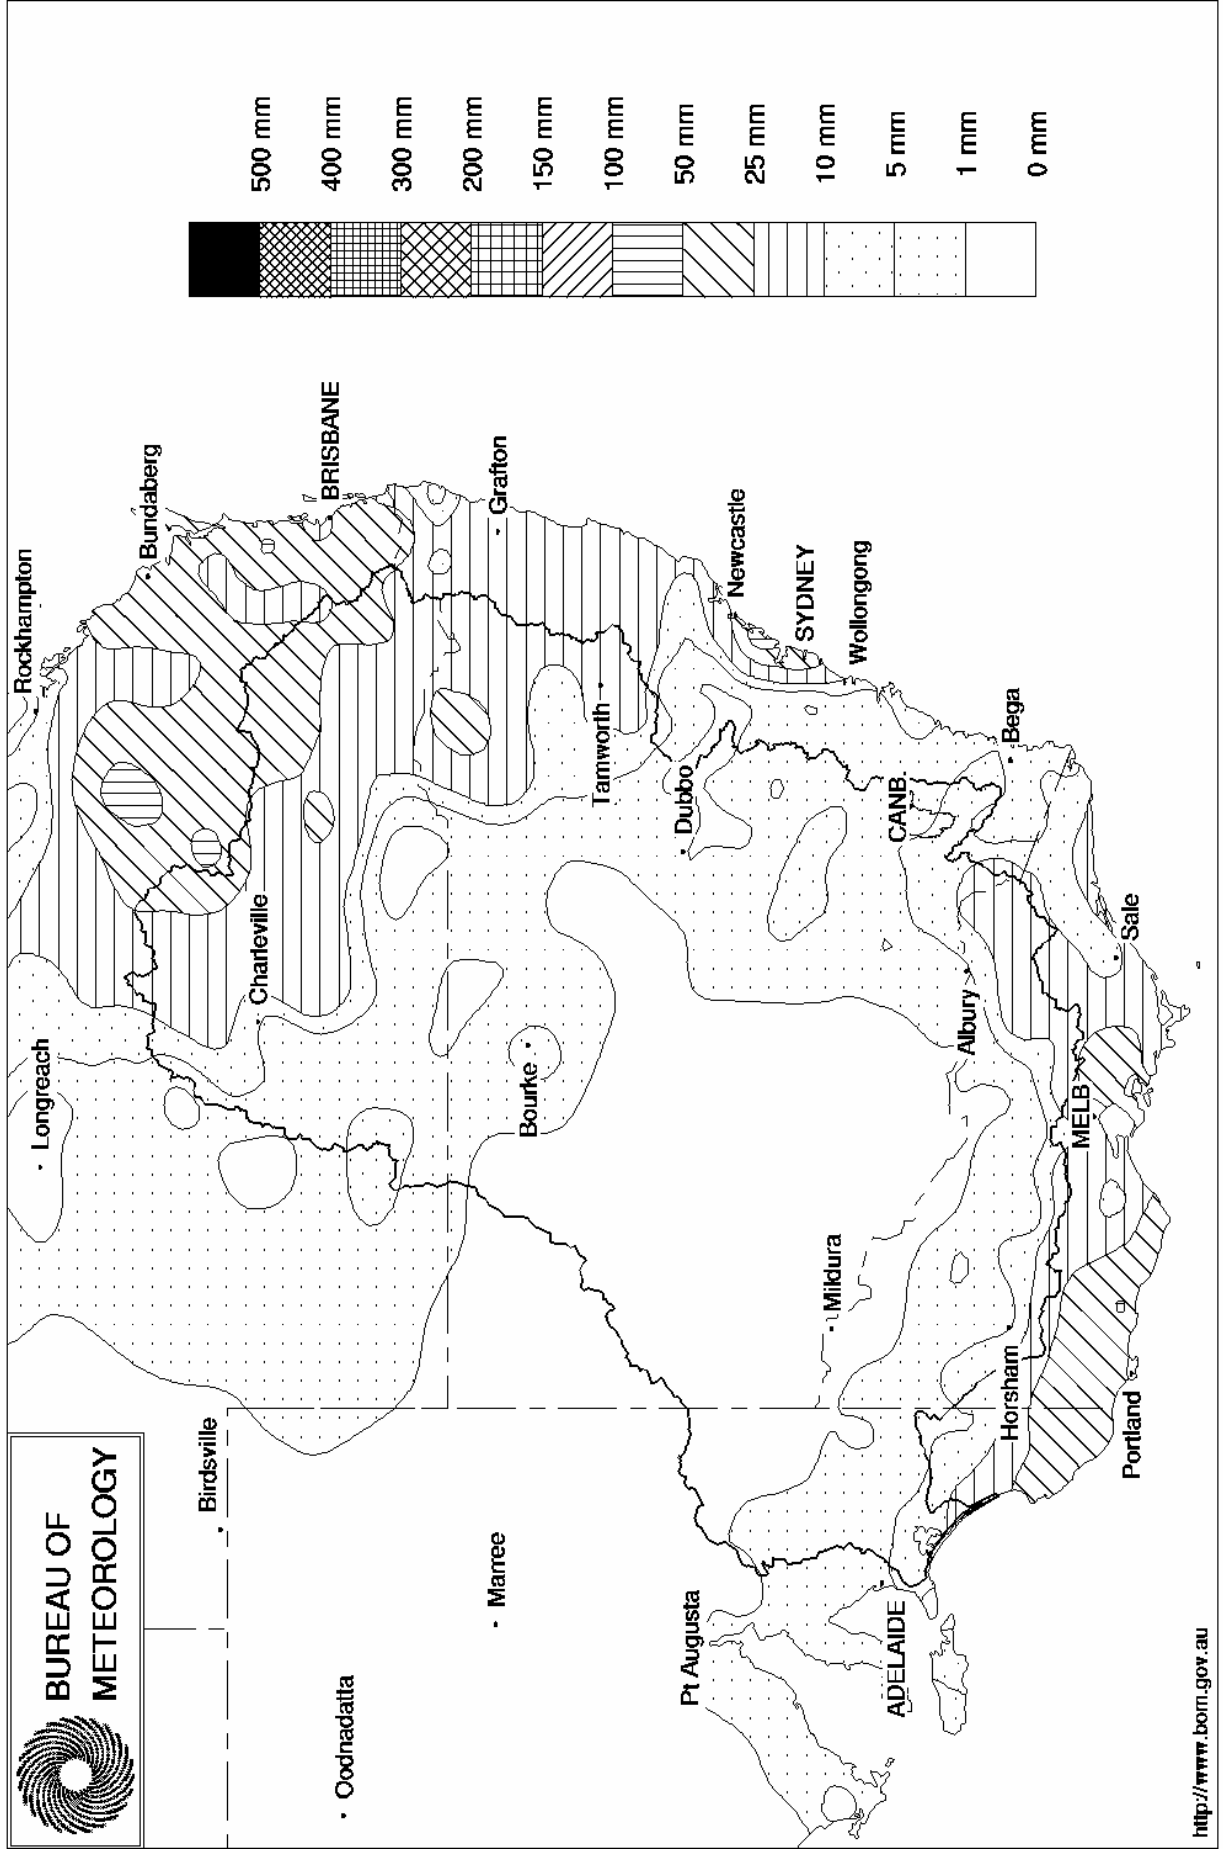 BUREAU OF
METEOROLOGY
500 mm
400 mm
300 mm
200 mm
150 mm
100 mm
50 mm
25 mm
10 mm
5 mm
1 mm
0 mm
Rockhampton
Longreach
Bundaberg
Birdsville
Charleville
BRISBANE
Oodnadatta
Grafton
Marree
Bourke
Tamworth
Pt Augusta
Dubbo
Newcastle
SYDNEY
Mildura
Wollongong
ADELAIDE
CANB.
Albury
Bega
Horsham
MELB
Sale
Portland
http://www.bom.gov.au